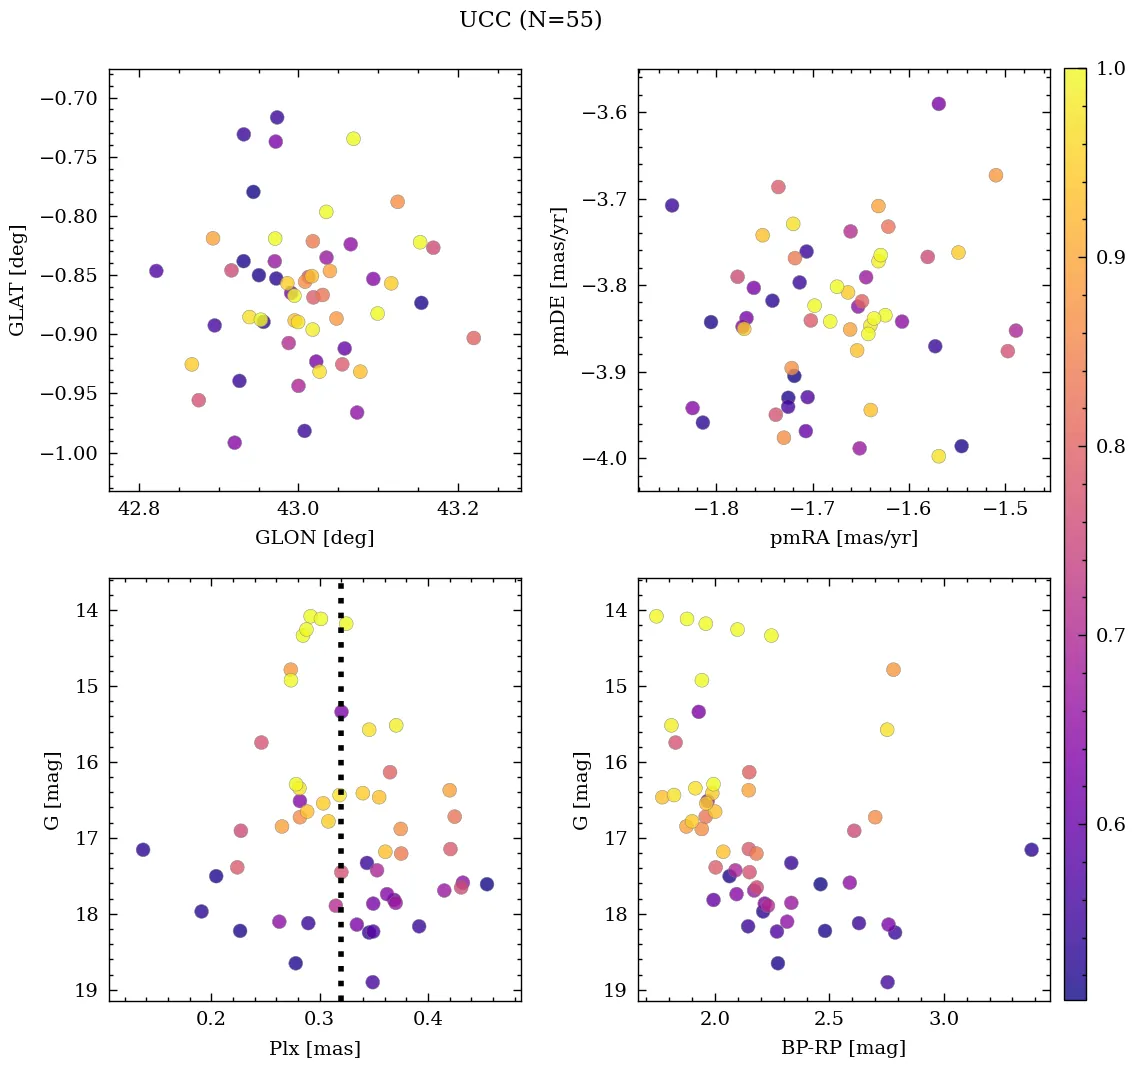 UCC (N=55)
−0.70
−0.75
−0.80
−0.85
−0.90
−0.95
−1.00
GLAT [deg]
42.8 43.0 43.2
GLON [deg]
−3.6
−3.7
−3.8
−3.9
−4.0
pmDE [mas/yr]
−1.8 −1.7 −1.6 −1.5
pmRA [mas/yr]
14
15
16
17
18
19
G [mag]
0.2 0.3 0.4
Plx [mas]
14
15
16
17
18
19
G [mag]
2.0 2.5 3.0
BP-RP [mag]
1.0
0.9
0.8
0.7
0.6